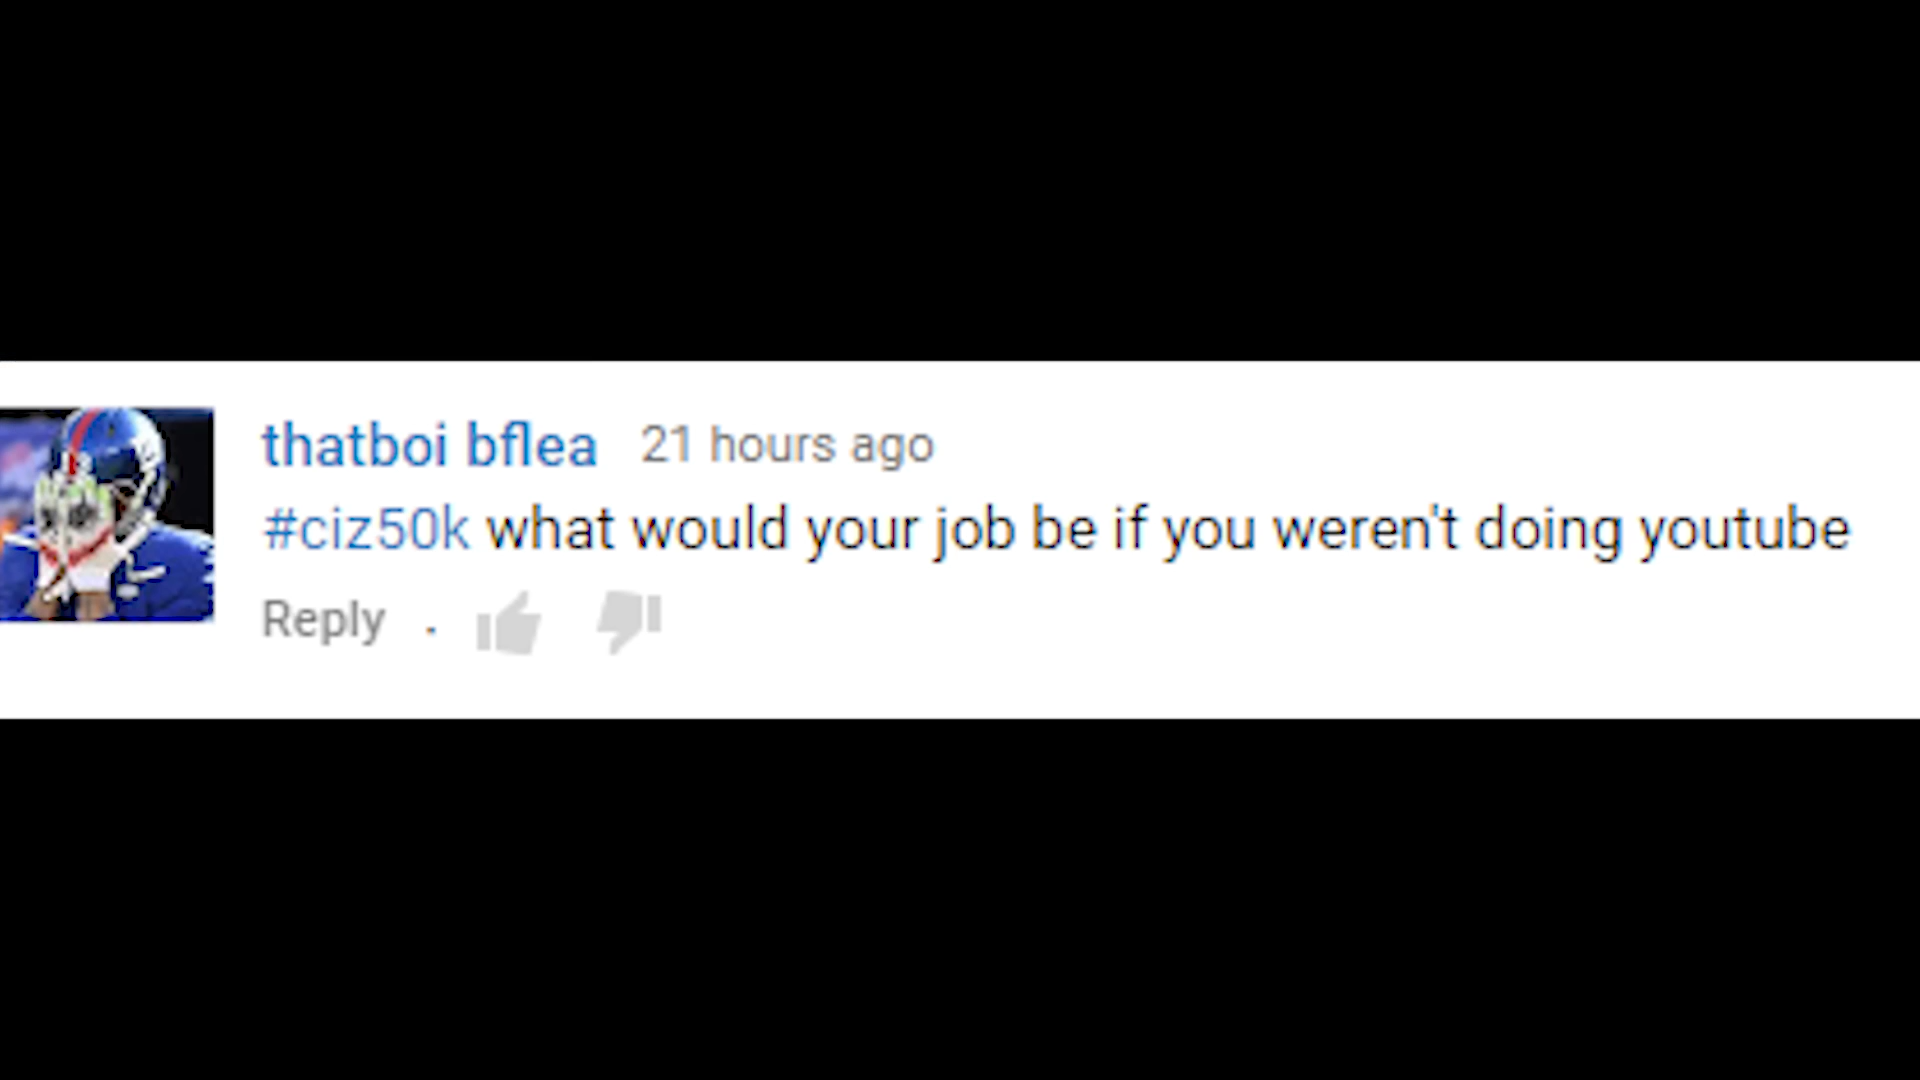 thatboi bflea 21 hours ago
#ciz50k what would your job be if you weren't doing youtube
Reply .